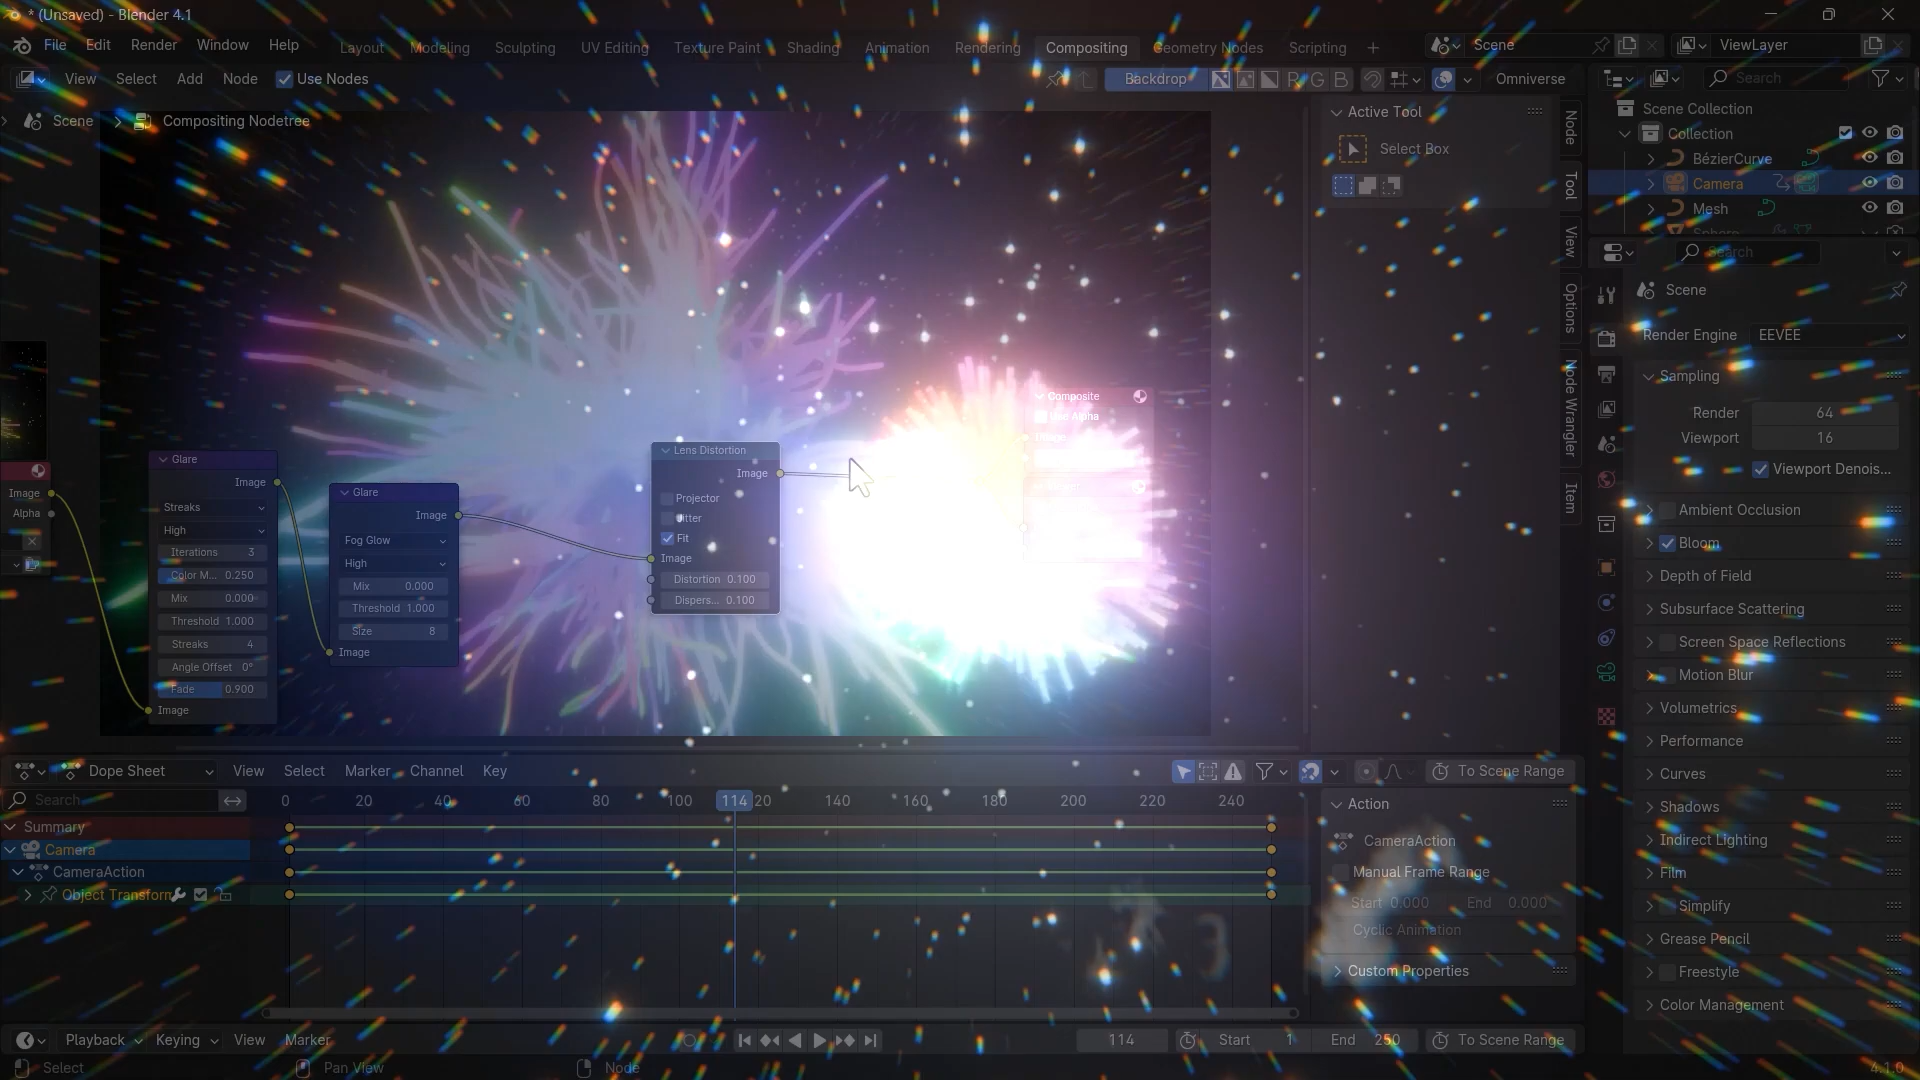 * (Unsaved) - Blender 4.1
File Edit Render Window Help
Layout Modeling Sculpting UV Editing Texture Paint Shading Animation Rendering Compositing Geometry Nodes Scripting +
Scene
ViewLayer
View Select Add Node Use Nodes
Backdrop
R G B
Omniverse
Search
Scene > Compositing Nodetree
Active Tool
Select Box
Node
Tool
View
Options
Node Wrangler
Item
Scene Collection
Collection
BézierCurve
Camera
Mesh
Search
Scene
Render Engine EEVEE
Sampling
Render 64
Viewport 16
Viewport Denois...
Ambient Occlusion
Bloom
Depth of Field
Subsurface Scattering
Screen Space Reflections
Motion Blur
Volumetrics
Performance
Curves
Shadows
Indirect Lighting
Film
Simplify
Grease Pencil
Freestyle
Color Management
Image
Alpha
Glare
Image
Streaks
High
Iterations 3
Color M... 0.250
Mix 0.000
Threshold 1.000
Streaks 4
Angle Offset 0°
Fade 0.900
Image
Glare
Image
Fog Glow
High
Mix 0.000
Threshold 1.000
Size 8
Image
Lens Distortion
Image
Projector
Jitter
Fit
Image
Distortion 0.100
Dispers... 0.100
Composite
Use Alpha
Image
Dope Sheet View Select Marker Channel Key
To Scene Range
Search
0 20 40 60 80 100 114 20 140 160 180 200 220 240
Summary
Camera
CameraAction
Object Transform
Action
CameraAction
Manual Frame Range
Start 0.000 End 0.000
Cyclic Animation
Custom Properties
Playback Keying View Marker
114
Start 1
End 250
To Scene Range
Select
Pan View
Node
4.1.0